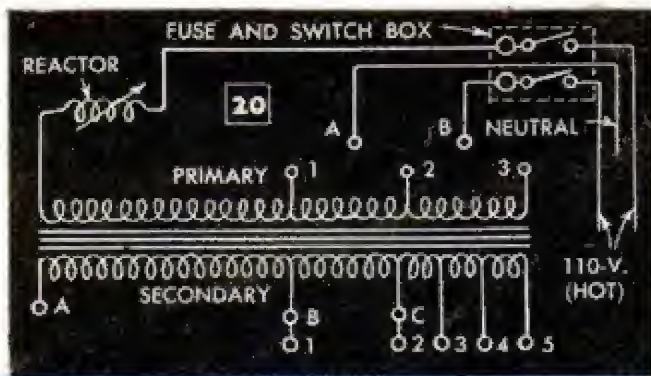 FUSE AND SWITCH BOX
REACTOR
20
A
B
NEUTRAL
PRIMARY
1
2
3
110-V.
(HOT)
SECONDARY
A
B
C
1
2
3
4
5